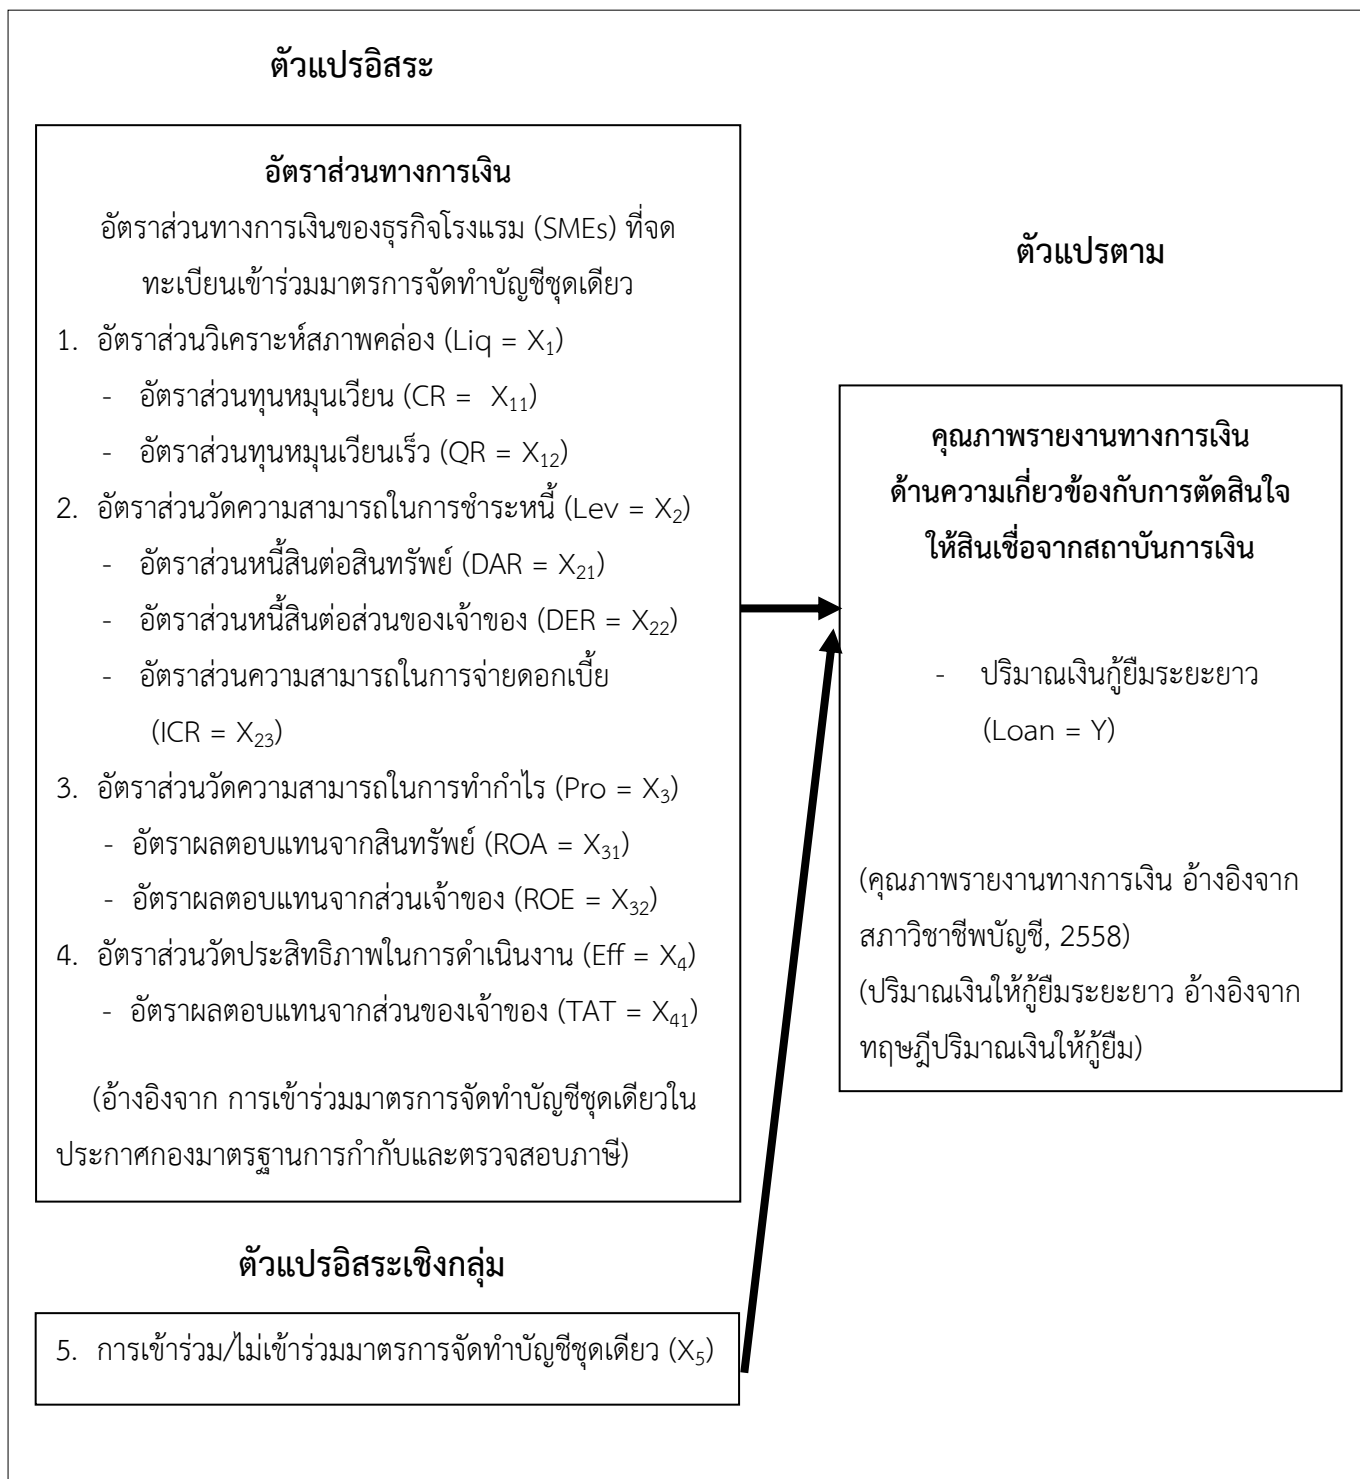 ตัวแปรอิสระ
อัตราส่วนทางการเงิน
อัตราส่วนทางการเงินของธุรกิจโรงแรม (SMEs) ที่จด
ทะเบียนเข้าร่วมมาตรการจัดทำบัญชีชุดเดียว
1. อัตราส่วนวิเคราะห์สภาพคล่อง (Liq = X₁)
- อัตราส่วนทุนหมุนเวียน (CR = X₁₁)
- อัตราส่วนทุนหมุนเวียนเร็ว (QR = X₁₂)
2. อัตราส่วนวัดความสามารถในการชำระหนี้ (Lev = X₂)
- อัตราส่วนหนี้สินต่อสินทรัพย์ (DAR = X₂₁)
- อัตราส่วนหนี้สินต่อส่วนของเจ้าของ (DER = X₂₂)
- อัตราส่วนความสามารถในการจ่ายดอกเบี้ย
(ICR = X₂₃)
3. อัตราส่วนวัดความสามารถในการทำกำไร (Pro = X₃)
- อัตราผลตอบแทนจากสินทรัพย์ (ROA = X₃₁)
- อัตราผลตอบแทนจากส่วนเจ้าของ (ROE = X₃₂)
4. อัตราส่วนวัดประสิทธิภาพในการดำเนินงาน (Eff = X₄)
- อัตราผลตอบแทนจากส่วนของเจ้าของ (TAT = X₄₁)
(อ้างอิงจาก การเข้าร่วมมาตรการจัดทำบัญชีชุดเดียวใน
ประกาศกองมาตรฐานการกำกับและตรวจสอบภาษี)
ตัวแปรอิสระเชิงกลุ่ม
5. การเข้าร่วม/ไม่เข้าร่วมมาตรการจัดทำบัญชีชุดเดียว (X₅)
ตัวแปรตาม
คุณภาพรายงานทางการเงิน
ด้านความเกี่ยวข้องกับการตัดสินใจ
ให้สินเชื่อจากสถาบันการเงิน
- ปริมาณเงินกู้ยืมระยะยาว
(Loan = Y)
(คุณภาพรายงานทางการเงิน อ้างอิงจาก
สภาวิชาชีพบัญชี, 2558)
(ปริมาณเงินให้กู้ยืมระยะยาว อ้างอิงจาก
ทฤษฎีปริมาณเงินให้กู้ยืม)